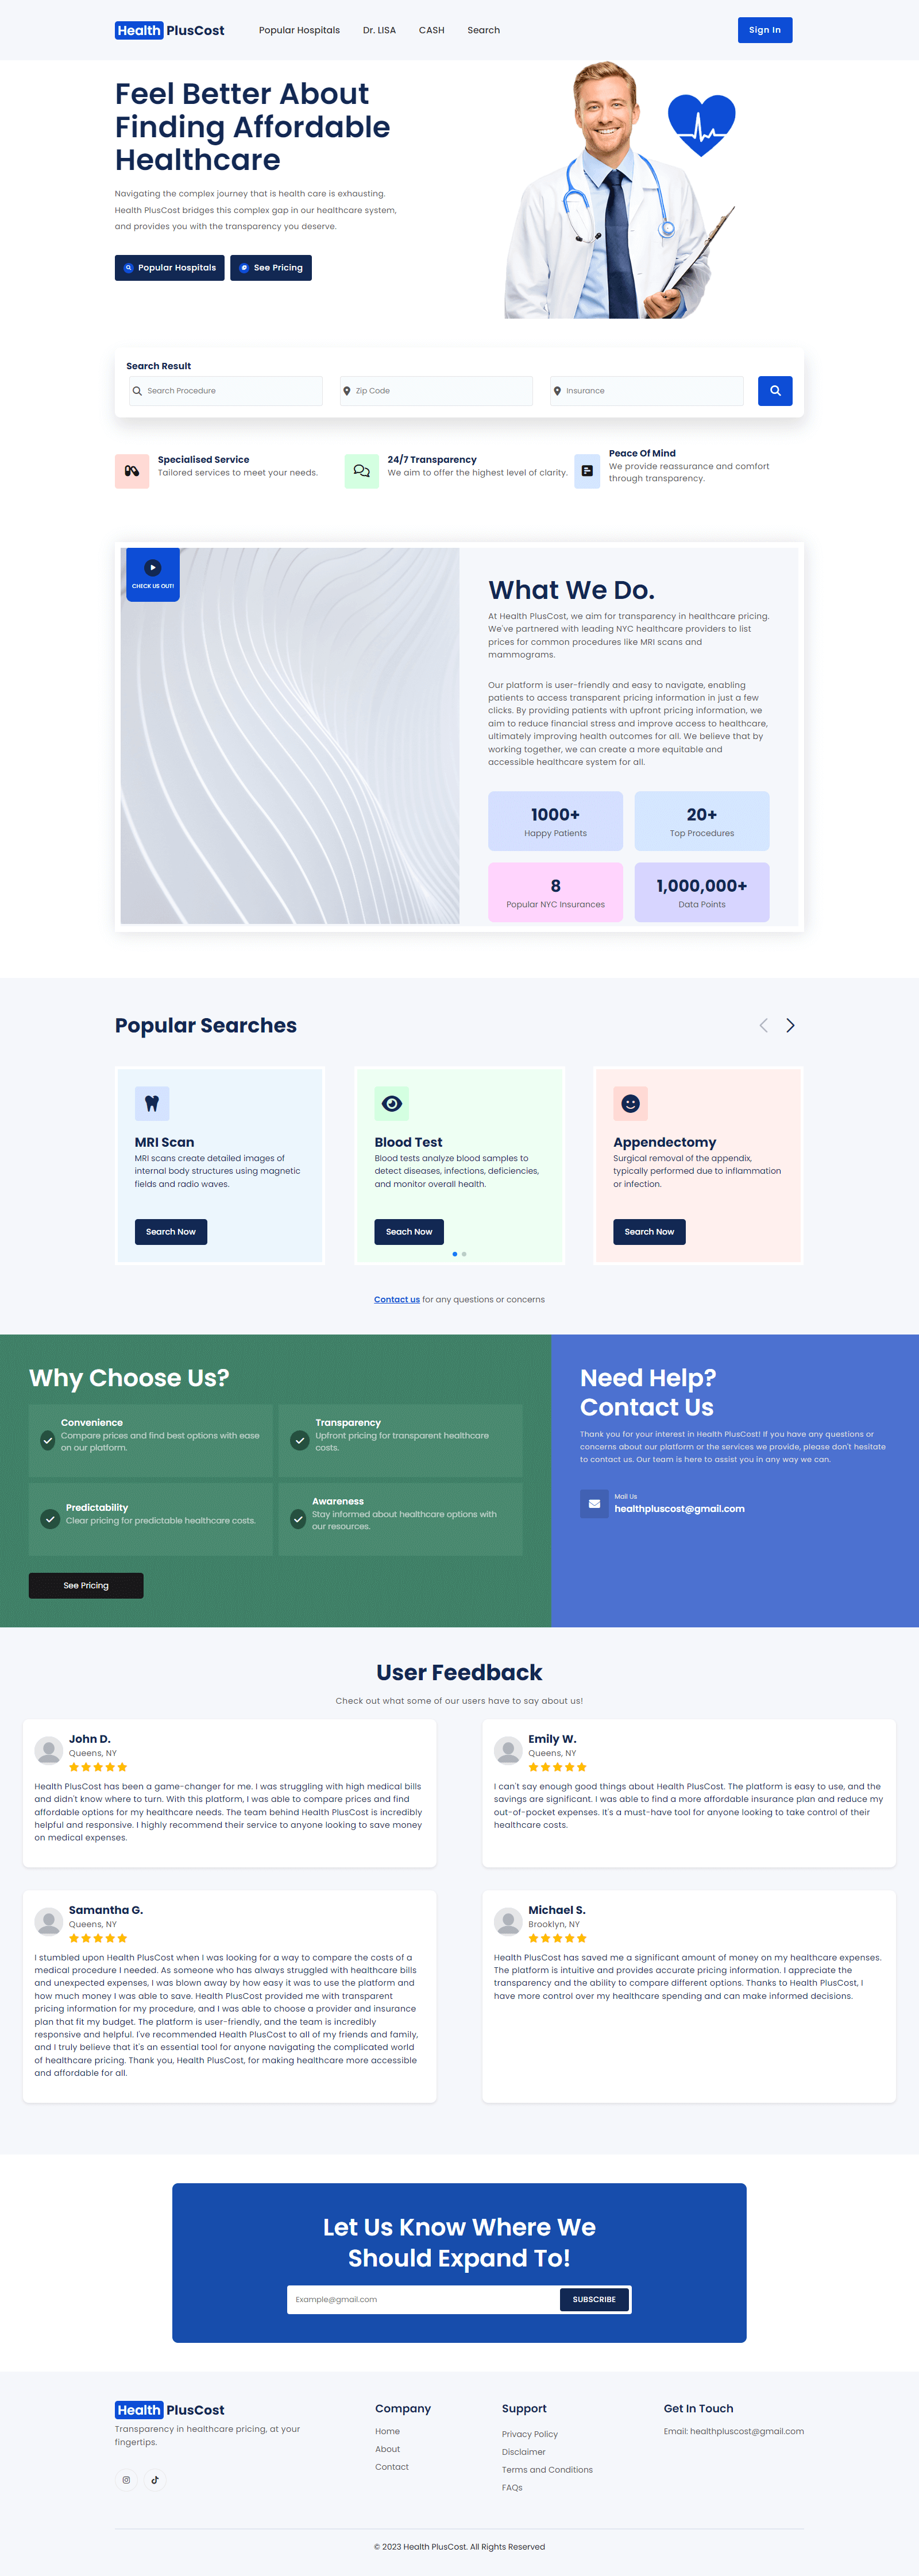 Health PlusCost
Popular Hospitals
Dr. LISA
CASH
Search
Sign In
Feel Better About
Finding Affordable
Healthcare
Navigating the complex journey that is health care is exhausting.
Health PlusCost bridges this complex gap in our healthcare system,
and provides you with the transparency you deserve.
Popular Hospitals
See Pricing
Search Result
Search Procedure
Zip Code
Insurance
Specialised Service
Tailored services to meet your needs.
24/7 Transparency
We aim to offer the highest level of clarity.
Peace Of Mind
We provide reassurance and comfort
through transparency.
CHECK US OUT!
What We Do.
At Health PlusCost, we aim for transparency in healthcare pricing.
We've partnered with leading NYC healthcare providers to list
prices for common procedures like MRI scans and
mammograms.
Our platform is user-friendly and easy to navigate, enabling
patients to access transparent pricing information in just a few
clicks. By providing patients with upfront pricing information, we
aim to reduce financial stress and improve access to healthcare,
ultimately improving health outcomes for all. We believe that by
working together, we can create a more equitable and
accessible healthcare system for all.
1000+
Happy Patients
20+
Top Procedures
8
Popular NYC Insurances
1,000,000+
Data Points
Popular Searches
MRI Scan
MRI scans create detailed images of
internal body structures using magnetic
fields and radio waves.
Search Now
Blood Test
Blood tests analyze blood samples to
detect diseases, infections, deficiencies,
and monitor overall health.
Seach Now
Appendectomy
Surgical removal of the appendix,
typically performed due to inflammation
or infection.
Search Now
Contact us for any questions or concerns
Why Choose Us?
Convenience
Compare prices and find best options with ease
on our platform.
Transparency
Upfront pricing for transparent healthcare
costs.
Predictability
Clear pricing for predictable healthcare costs.
Awareness
Stay informed about healthcare options with
our resources.
See Pricing
Need Help?
Contact Us
Thank you for your interest in Health PlusCost! If you have any questions or
concerns about our platform or the services we provide, please don't hesitate
to contact us. Our team is here to assist you in any way we can.
Mail Us
healthpluscost@gmail.com
User Feedback
Check out what some of our users have to say about us!
John D.
Queens, NY
Health PlusCost has been a game-changer for me. I was struggling with high medical bills
and didn't know where to turn. With this platform, I was able to compare prices and find
affordable options for my healthcare needs. The team behind Health PlusCost is incredibly
helpful and responsive. I highly recommend their service to anyone looking to save money
on medical expenses.
Emily W.
Queens, NY
I can't say enough good things about Health PlusCost. The platform is easy to use, and the
savings are significant. I was able to find a more affordable insurance plan and reduce my
out-of-pocket expenses. It's a must-have tool for anyone looking to take control of their
healthcare costs.
Samantha G.
Queens, NY
I stumbled upon Health PlusCost when I was looking for a way to compare the costs of a
medical procedure I needed. As someone who has always struggled with healthcare bills
and unexpected expenses, I was blown away by how easy it was to use the platform and
how much money I was able to save. Health PlusCost provided me with transparent
pricing information for my procedure, and I was able to choose a provider and insurance
plan that fit my budget. The platform is user-friendly, and the team is incredibly
responsive and helpful. I've recommended Health PlusCost to all of my friends and family,
and I truly believe that it's an essential tool for anyone navigating the complicated world
of healthcare pricing. Thank you, Health PlusCost, for making healthcare more accessible
and affordable for all.
Michael S.
Brooklyn, NY
Health PlusCost has saved me a significant amount of money on my healthcare expenses.
The platform is intuitive and provides accurate pricing information. I appreciate the
transparency and the ability to compare different options. Thanks to Health PlusCost, I
have more control over my healthcare spending and can make informed decisions.
Let Us Know Where We
Should Expand To!
Example@gmail.com
SUBSCRIBE
Health PlusCost
Transparency in healthcare pricing, at your
fingertips.
Company
Home
About
Contact
Support
Privacy Policy
Disclaimer
Terms and Conditions
FAQs
Get In Touch
Email: healthpluscost@gmail.com
© 2023 Health PlusCost. All Rights Reserved